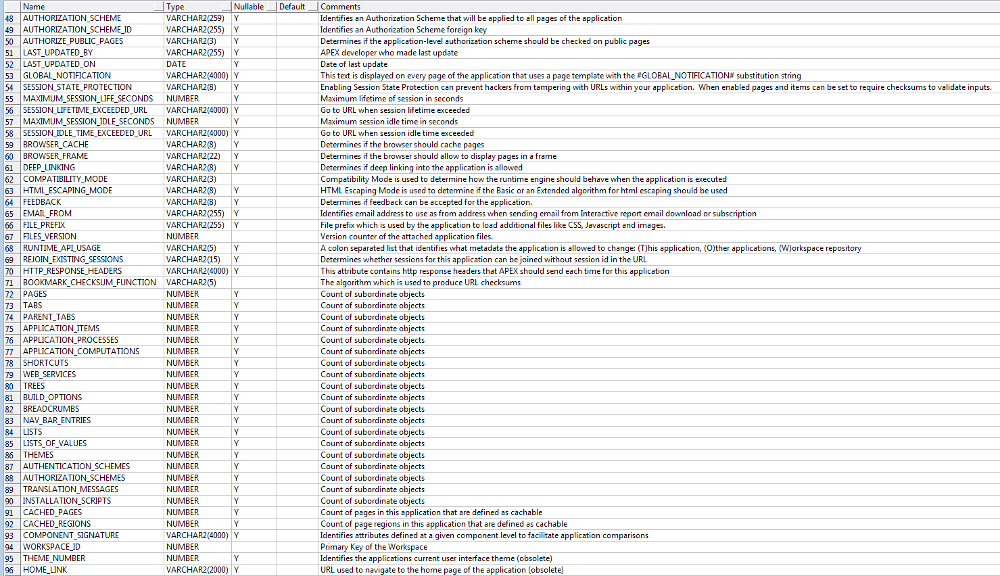 Name Type Nullable Default Comments
48 AUTHORIZATION_SCHEME VARCHAR2(259) Y Identifies an Authorization Scheme that will be applied to all pages of the application
49 AUTHORIZATION_SCHEME_ID VARCHAR2(255) Y Identifies an Authorization Scheme foreign key
50 AUTHORIZE_PUBLIC_PAGES VARCHAR2(3) Y Determines if the application-level authorization scheme should be checked on public pages
51 LAST_UPDATED_BY VARCHAR2(255) Y APEX developer who made last update
52 LAST_UPDATED_ON DATE Y Date of last update
53 GLOBAL_NOTIFICATION VARCHAR2(4000) Y This text is displayed on every page of the application that uses a page template with the #GLOBAL_NOTIFICATION# substitution string
54 SESSION_STATE_PROTECTION VARCHAR2(8) Y Enabling Session State Protection can prevent hackers from tampering with URLs within your application.  When enabled pages and items can be set to require checksums to validate inputs.
55 MAXIMUM_SESSION_LIFE_SECONDS NUMBER Y Maximum lifetime of session in seconds
56 SESSION_LIFETIME_EXCEEDED_URL VARCHAR2(4000) Y Go to URL when session lifetime exceeded
57 MAXIMUM_SESSION_IDLE_SECONDS NUMBER Y Maximum session idle time in seconds
58 SESSION_IDLE_TIME_EXCEEDED_URL VARCHAR2(4000) Y Go to URL when session idle time exceeded
59 BROWSER_CACHE VARCHAR2(8) Y Determines if the browser should cache pages
60 BROWSER_FRAME VARCHAR2(22) Y Determines if the browser should allow to display pages in a frame
61 DEEP_LINKING VARCHAR2(8) Y Determines if deep linking into the application is allowed
62 COMPATIBILITY_MODE VARCHAR2(3) Compatibility Mode is used to determine how the runtime engine should behave when the application is executed
63 HTML_ESCAPING_MODE VARCHAR2(8) Y HTML Escaping Mode is used to determine if the Basic or an Extended algorithm for html escaping should be used
64 FEEDBACK VARCHAR2(8) Y Determines if feedback can be accepted for the application.
65 EMAIL_FROM VARCHAR2(255) Y Identifies email address to use as from address when sending email from Interactive report email download or subscription
66 FILE_PREFIX VARCHAR2(255) Y File prefix which is used by the application to load additional files like CSS, Javascript and images.
67 FILES_VERSION NUMBER Version counter of the attached application files.
68 RUNTIME_API_USAGE VARCHAR2(5) Y A colon separated list that identifies what metadata the application is allowed to change: (T)his application, (O)ther applications, (W)orkspace repository
69 REJOIN_EXISTING_SESSIONS VARCHAR2(15) Y Determines whether sessions for this application can be joined without session id in the URL
70 HTTP_RESPONSE_HEADERS VARCHAR2(4000) Y This attribute contains http response headers that APEX should send each time for this application
71 BOOKMARK_CHECKSUM_FUNCTION VARCHAR2(5) The algorithm which is used to produce URL checksums
72 PAGES NUMBER Y Count of subordinate objects
73 TABS NUMBER Y Count of subordinate objects
74 PARENT_TABS NUMBER Y Count of subordinate objects
75 APPLICATION_ITEMS NUMBER Y Count of subordinate objects
76 APPLICATION_PROCESSES NUMBER Y Count of subordinate objects
77 APPLICATION_COMPUTATIONS NUMBER Y Count of subordinate objects
78 SHORTCUTS NUMBER Y Count of subordinate objects
79 WEB_SERVICES NUMBER Y Count of subordinate objects
80 TREES NUMBER Y Count of subordinate objects
81 BUILD_OPTIONS NUMBER Y Count of subordinate objects
82 BREADCRUMBS NUMBER Y Count of subordinate objects
83 NAV_BAR_ENTRIES NUMBER Y Count of subordinate objects
84 LISTS NUMBER Y Count of subordinate objects
85 LISTS_OF_VALUES NUMBER Y Count of subordinate objects
86 THEMES NUMBER Y Count of subordinate objects
87 AUTHENTICATION_SCHEMES NUMBER Y Count of subordinate objects
88 AUTHORIZATION_SCHEMES NUMBER Y Count of subordinate objects
89 TRANSLATION_MESSAGES NUMBER Y Count of subordinate objects
90 INSTALLATION_SCRIPTS NUMBER Y Count of subordinate objects
91 CACHED_PAGES NUMBER Y Count of pages in this application that are defined as cachable
92 CACHED_REGIONS NUMBER Y Count of page regions in this application that are defined as cachable
93 COMPONENT_SIGNATURE VARCHAR2(4000) Y Identifies attributes defined at a given component level to facilitate application comparisons
94 WORKSPACE_ID NUMBER Primary Key of the Workspace
95 THEME_NUMBER NUMBER Y Identifies the applications current user interface theme (obsolete)
96 HOME_LINK VARCHAR2(2000) Y URL used to navigate to the home page of the application (obsolete)